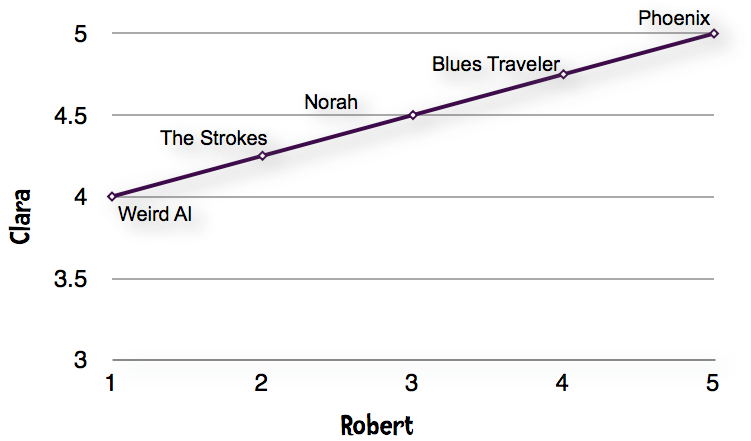 Phoenix
5
Blues Traveler
Norah
4.5
The Strokes
4
Weird Al
Clara
3.5
3
1 2 3 4 5
Robert